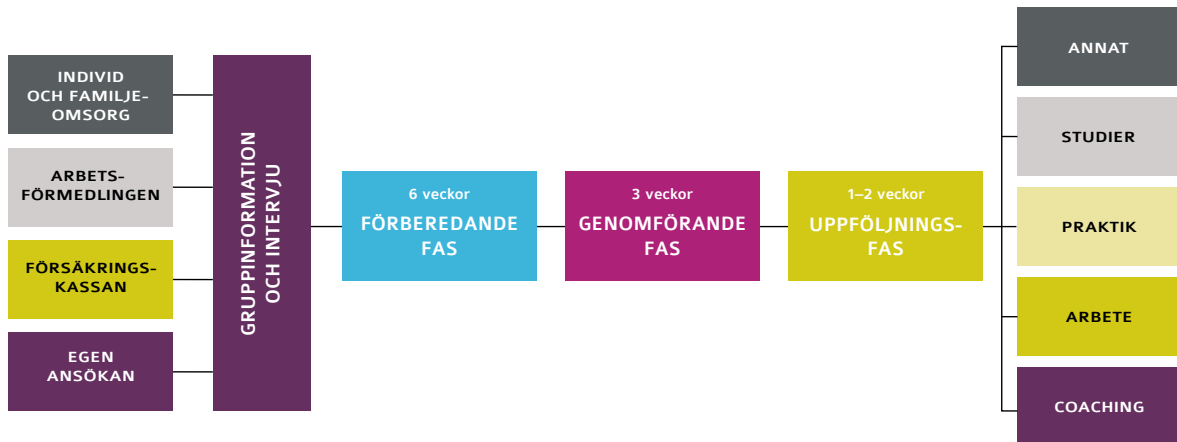 INDIVID
OCH FAMILJE-
OMSORG
ARBETS-
FÖRMEDLINGEN
FÖRSÄKRINGS-
KASSAN
EGEN
ANSÖKAN
GRUPPINFORMATION
OCH INTERVJU
6 veckor
FÖRBEREDANDE
FAS
3 veckor
GENOMFÖRANDE
FAS
1–2 veckor
UPPFÖLJNINGS-
FAS
ANNAT
STUDIER
PRAKTIK
ARBETE
COACHING